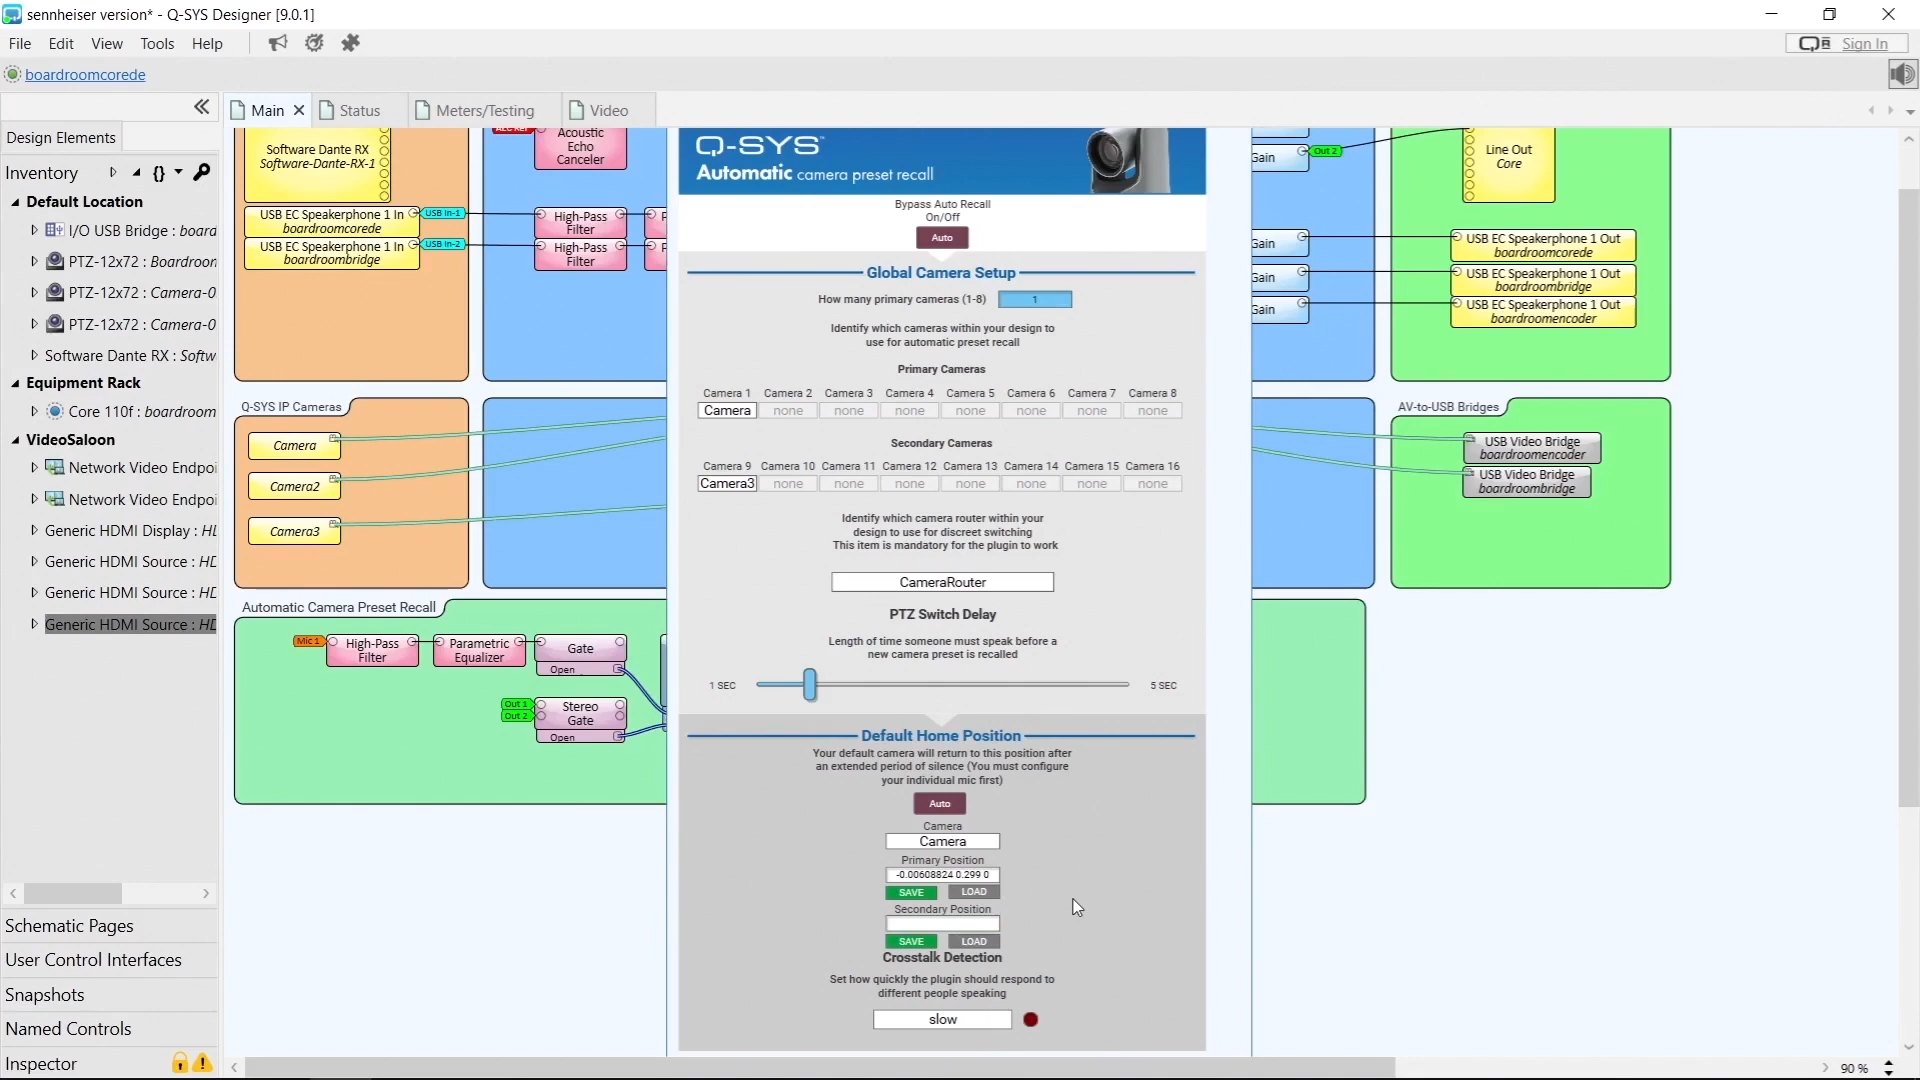 sennheiser version* - Q-SYS Designer [9.0.1]
File Edit View Tools Help
Sign In
boardroomcorede
Main
Status
Meters/Testing
Video
Design Elements
Inventory
{}
Default Location
I/O USB Bridge : board
PTZ-12x72 : Boardroon
PTZ-12x72 : Camera-0
PTZ-12x72 : Camera-0
Software Dante RX : Softw
Equipment Rack
Core 110f : boardroom
VideoSaloon
Network Video Endpoi
Network Video Endpoi
Generic HDMI Display : HD
Generic HDMI Source : HD
Generic HDMI Source : HD
Generic HDMI Source : HD
Schematic Pages
User Control Interfaces
Snapshots
Named Controls
Inspector
Software Dante RX
Software-Dante-RX-1
USB EC Speakerphone 1 In
boardroomcorede
USB In-1
USB EC Speakerphone 1 In
boardroombridge
USB In-2
AEC Ref
Acoustic
Echo
Canceler
High-Pass
Filter
High-Pass
Filter
Q-SYS IP Cameras
Camera
Camera2
Camera3
Automatic Camera Preset Recall
Mic 1
High-Pass
Filter
Parametric
Equalizer
Gate
Open
Out 1
Out 2
Stereo
Gate
Open
Q-SYS™
Automatic camera preset recall
Bypass Auto Recall
On/Off
Auto
Global Camera Setup
How many primary cameras (1-8) 1
Identify which cameras within your design to
use for automatic preset recall
Primary Cameras
Camera 1 Camera 2 Camera 3 Camera 4 Camera 5 Camera 6 Camera 7 Camera 8
Camera none none none none none none none
Secondary Cameras
Camera 9 Camera 10 Camera 11 Camera 12 Camera 13 Camera 14 Camera 15 Camera 16
Camera3 none none none none none none none
Identify which camera router within your
design to use for discreet switching
This item is mandatory for the plugin to work
CameraRouter
PTZ Switch Delay
Length of time someone must speak before a
new camera preset is recalled
1 SEC 5 SEC
Default Home Position
Your default camera will return to this position after
an extended period of silence (You must configure
your individual mic first)
Auto
Camera
Camera
Primary Position
-0.00608824 0.299 0
SAVE LOAD
Secondary Position
SAVE LOAD
Crosstalk Detection
Set how quickly the plugin should respond to
different people speaking
slow
Gain
Out 2
Gain
Gain
Gain
Line Out
Core
USB EC Speakerphone 1 Out
boardroomcorede
USB EC Speakerphone 1 Out
boardroombridge
USB EC Speakerphone 1 Out
boardroomencoder
AV-to-USB Bridges
USB Video Bridge
boardroomencoder
USB Video Bridge
boardroombridge
90 %